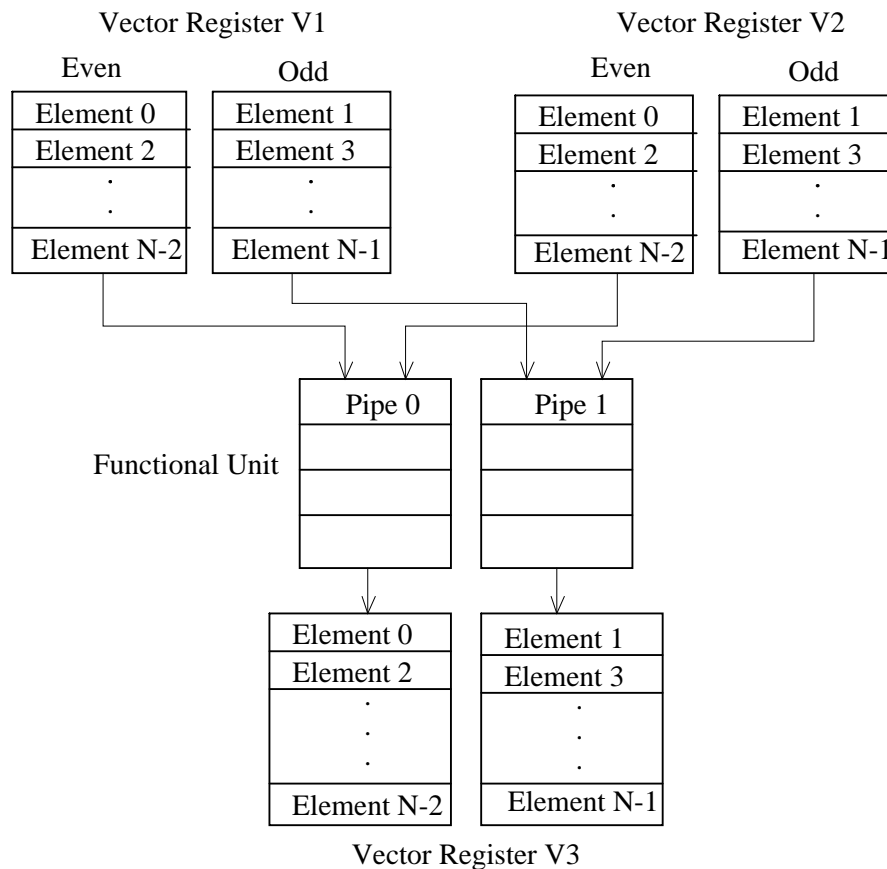 Vector Register V1
Vector Register V2
Even
Odd
Even
Odd
Element 0
Element 2
.
.
Element N-2
Element 1
Element 3
.
.
Element N-1
Element 0
Element 2
.
.
Element N-2
Element 1
Element 3
.
.
Element N-1
Functional Unit
Pipe 0
Pipe 1
Element 0
Element 2
.
.
.
Element N-2
Element 1
Element 3
.
.
.
Element N-1
Vector Register V3